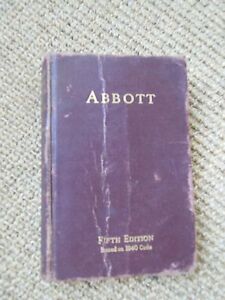 ABBOTT
FIFTH EDITION
Based on 1940 Code